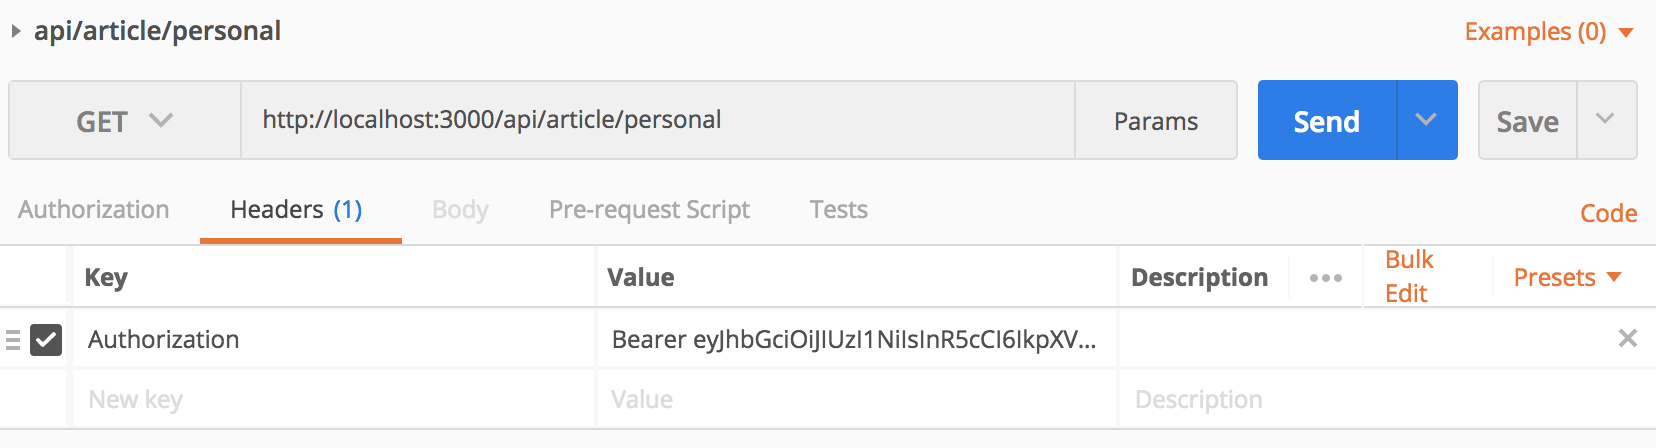 api/article/personal
Examples (0)
GET
http://localhost:3000/api/article/personal
Params
Send
Save
Authorization
Headers (1)
Body
Pre-request Script
Tests
Code
Key
Value
Description
Bulk
Edit
Presets
Authorization
Bearer eyJhbGciOiJIUzI1NiIsInR5cCI6IkpXV...
New key
Value
Description